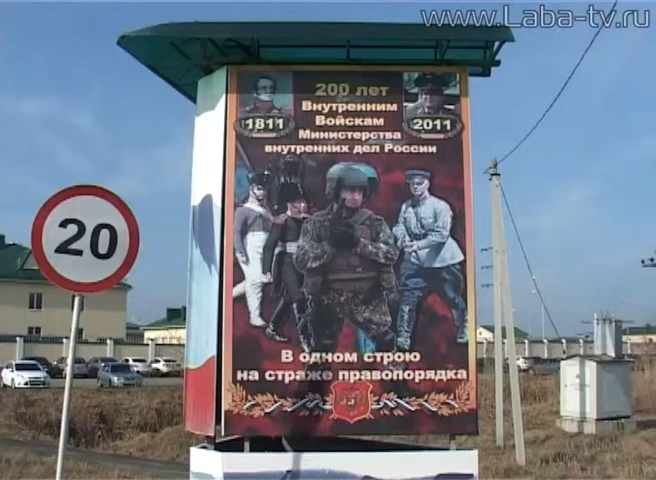 www.Laba-tv.ru
200 лет
Внутренним
Войскам
Министерства
внутренних дел России
1811
2011
20
В одном строю
на страже правопорядка